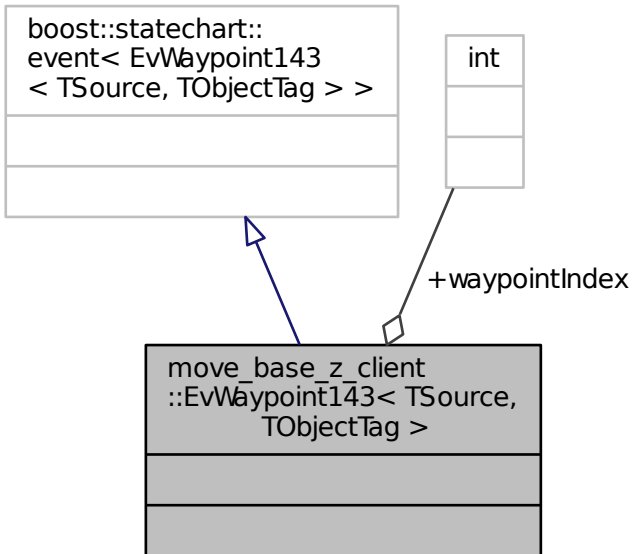 boost::statechart::
event< EvWaypoint143
< TSource, TObjectTag > >
int
+waypointIndex
move_base_z_client
::EvWaypoint143< TSource,
TObjectTag >